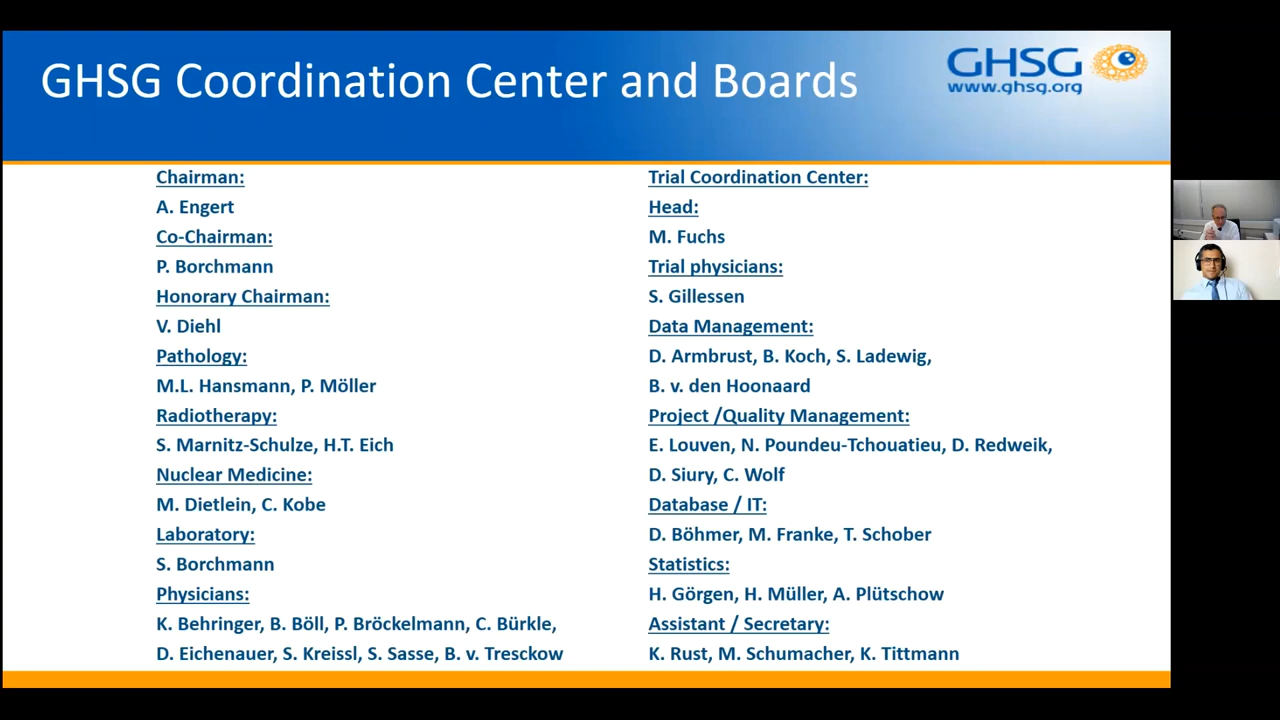 GHSG Coordination Center and Boards
GHSG
www.ghsg.org
Chairman:
A. Engert
Co-Chairman:
P. Borchmann
Honorary Chairman:
V. Diehl
Pathology:
M.L. Hansmann, P. Möller
Radiotherapy:
S. Marnitz-Schulze, H.T. Eich
Nuclear Medicine:
M. Dietlein, C. Kobe
Laboratory:
S. Borchmann
Physicians:
K. Behringer, B. Böll, P. Bröckelmann, C. Bürkle,
D. Eichenauer, S. Kreissl, S. Sasse, B. v. Tresckow
Trial Coordination Center:
Head:
M. Fuchs
Trial physicians:
S. Gillessen
Data Management:
D. Armbrust, B. Koch, S. Ladewig,
B. v. den Hoonaard
Project /Quality Management:
E. Louven, N. Poundeu-Tchouatieu, D. Redweik,
D. Siury, C. Wolf
Database / IT:
D. Böhmer, M. Franke, T. Schober
Statistics:
H. Görgen, H. Müller, A. Plütschow
Assistant / Secretary:
K. Rust, M. Schumacher, K. Tittmann